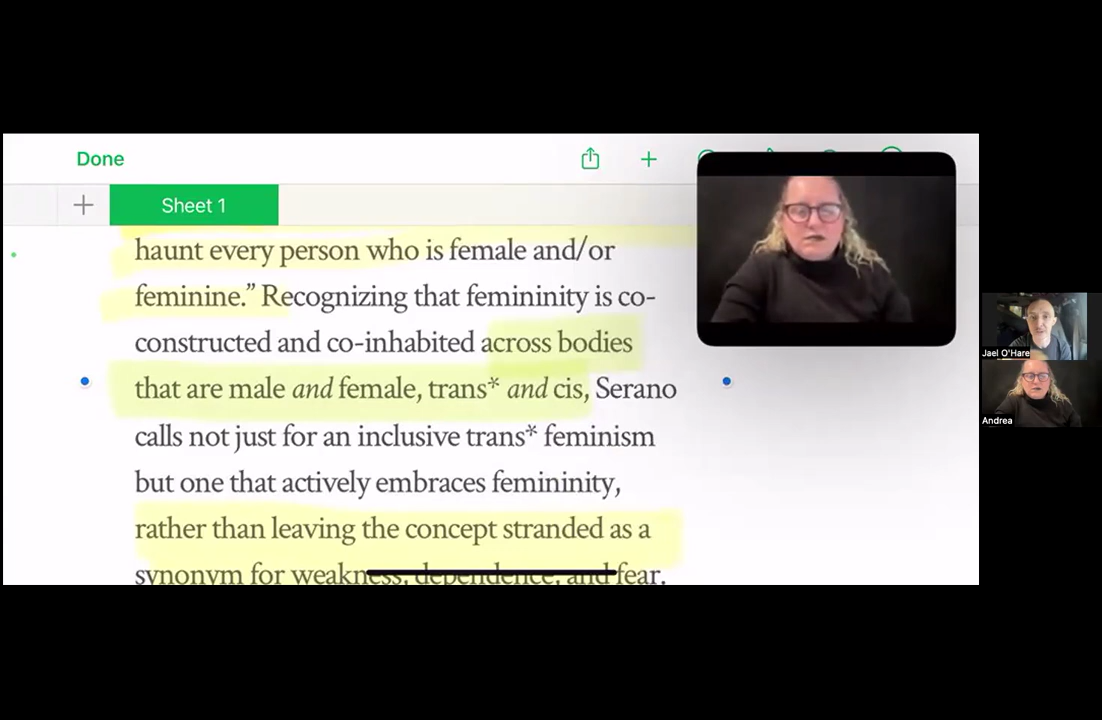 Done
Sheet 1
haunt every person who is female and/or
feminine.” Recognizing that femininity is co-
constructed and co-inhabited across bodies
that are male and female, trans* and cis, Serano
calls not just for an inclusive trans* feminism
but one that actively embraces femininity,
rather than leaving the concept stranded as a
synonym for weakness, dependence, and fear.
Jael O'Hare
Andrea